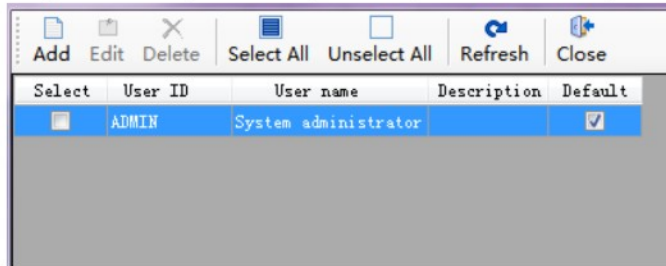 Add Edit Delete Select All Unselect All Refresh Close
Select User ID User name Description Default
ADMIN System administrator